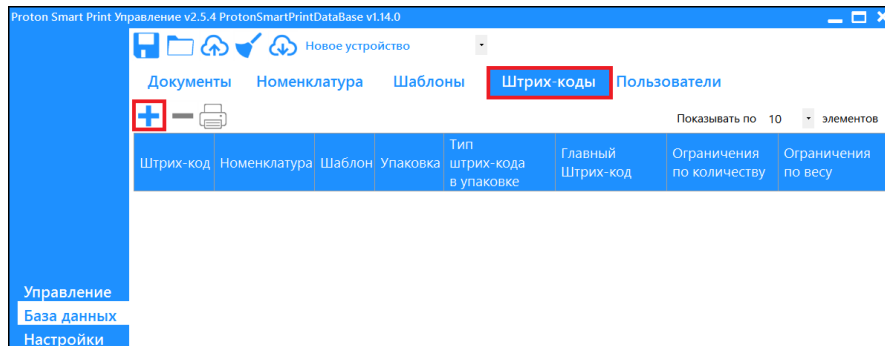 Proton Smart Print Управление v2.5.4 ProtonSmartPrintDataBase v1.14.0
Новое устройство
Документы Номенклатура Шаблоны Штрих-коды Пользователи
Показывать по 10 элементов
Штрих-код Номенклатура Шаблон Упаковка Тип штрих-кода в упаковке Главный Штрих-код Ограничения по количеству Ограничения по весу
Управление
База данных
Настройки